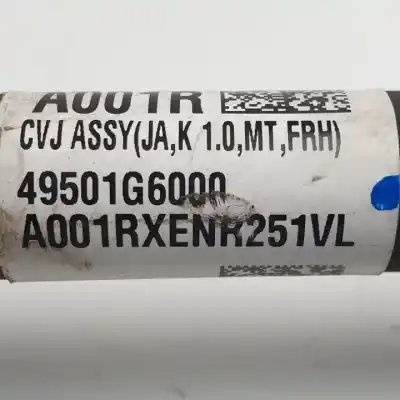 A001R
CVJ ASSY(JA,K 1.0,MT,FRH)
49501G6000
A001RXENR251VL